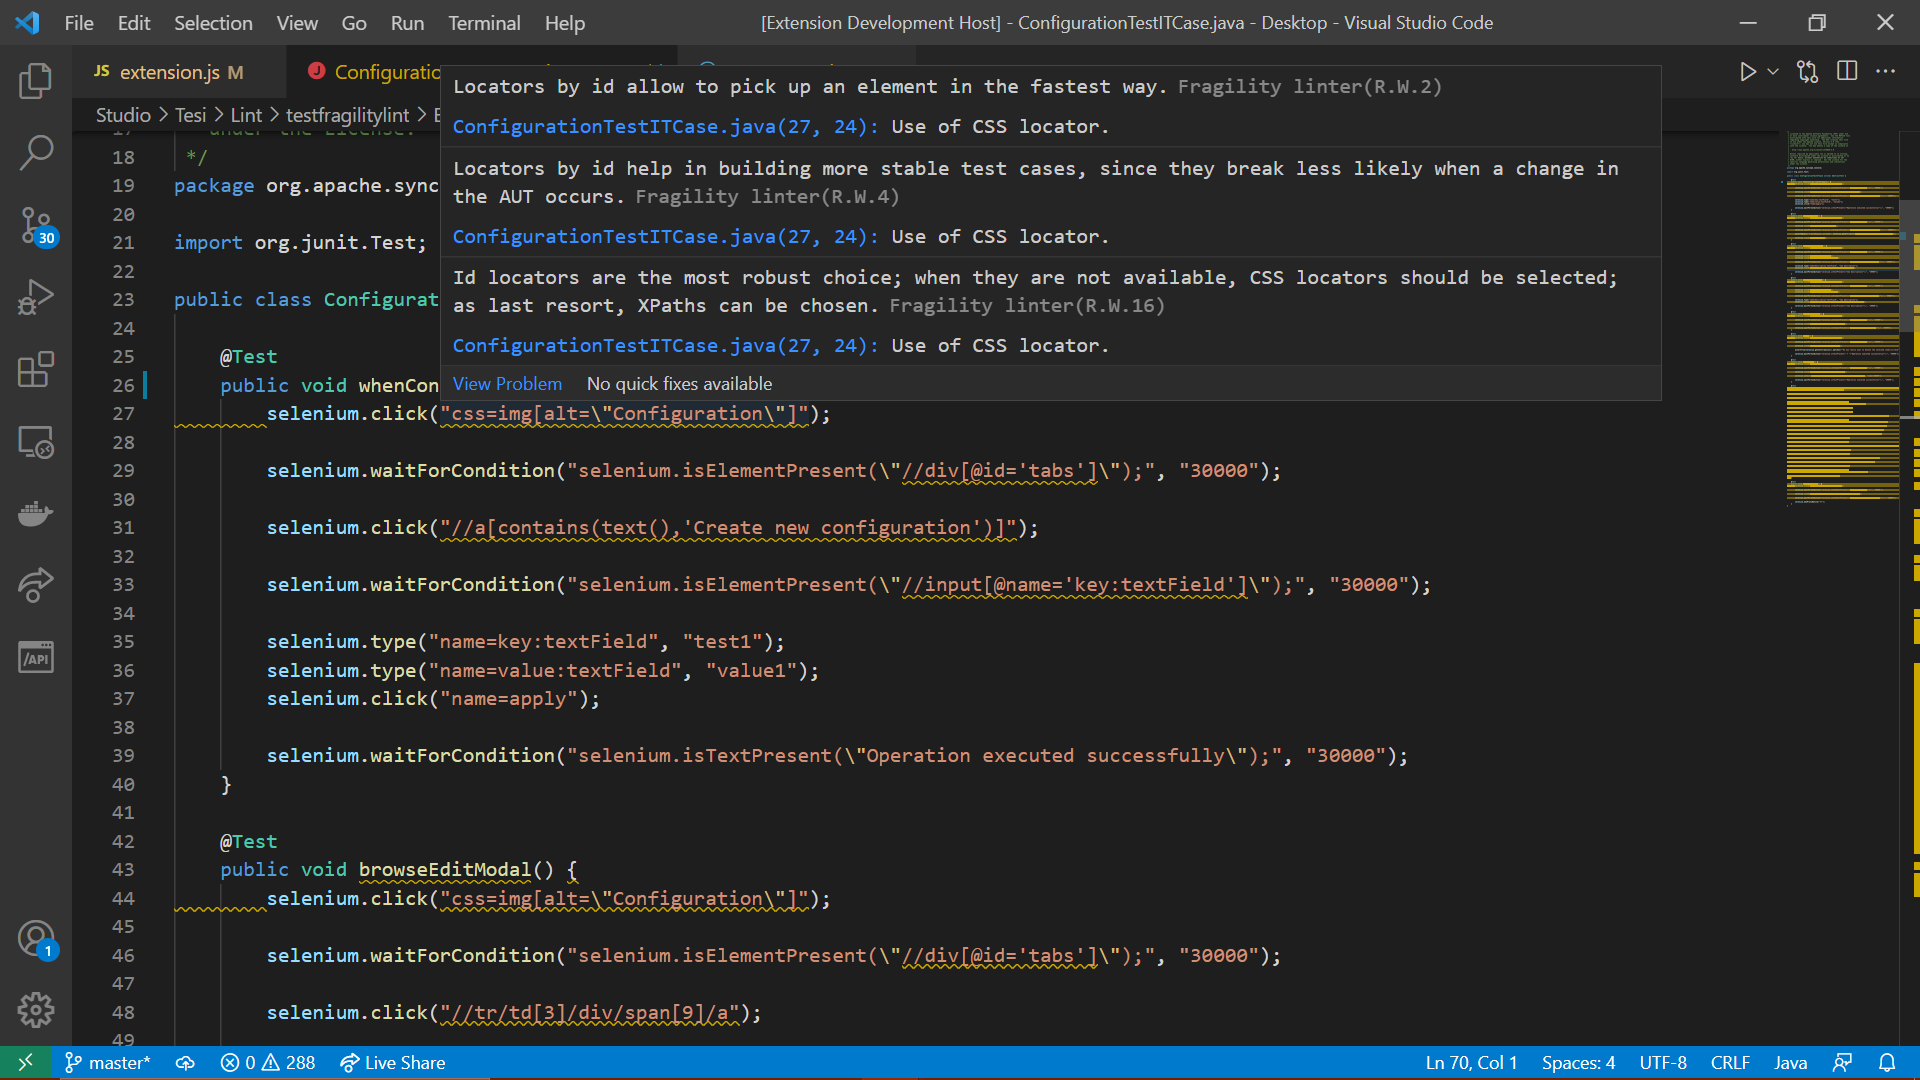 File Edit Selection View Go Run Terminal Help
[Extension Development Host] - ConfigurationTestITCase.java - Desktop - Visual Studio Code
JS extension.js M
J Configuratio
Studio > Tesi > Lint > testfragilitylint >
Locators by id allow to pick up an element in the fastest way. Fragility linter(R.W.2)
ConfigurationTestITCase.java(27, 24): Use of CSS locator.
Locators by id help in building more stable test cases, since they break less likely when a change in
the AUT occurs. Fragility linter(R.W.4)
ConfigurationTestITCase.java(27, 24): Use of CSS locator.
Id locators are the most robust choice; when they are not available, CSS locators should be selected;
as last resort, XPaths can be chosen. Fragility linter(R.W.16)
ConfigurationTestITCase.java(27, 24): Use of CSS locator.
View Problem No quick fixes available
17 under the License.
18 */
19 package org.apache.sync
20
21 import org.junit.Test;
22
23 public class Configurat
24
25 @Test
26 public void whenCon
27 selenium.click("css=img[alt=\"Configuration\"]");
28
29 selenium.waitForCondition("selenium.isElementPresent(\"//div[@id='tabs']\");", "30000");
30
31 selenium.click("//a[contains(text(),'Create new configuration')]");
32
33 selenium.waitForCondition("selenium.isElementPresent(\"//input[@name='key:textField']\");", "30000");
34
35 selenium.type("name=key:textField", "test1");
36 selenium.type("name=value:textField", "value1");
37 selenium.click("name=apply");
38
39 selenium.waitForCondition("selenium.isTextPresent(\"Operation executed successfully\");", "30000");
40 }
41
42 @Test
43 public void browseEditModal() {
44 selenium.click("css=img[alt=\"Configuration\"]");
45
46 selenium.waitForCondition("selenium.isElementPresent(\"//div[@id='tabs']\");", "30000");
47
48 selenium.click("//tr/td[3]/div/span[9]/a");
49
30
/API
1
master* 0 288 Live Share
Ln 70, Col 1 Spaces: 4 UTF-8 CRLF Java